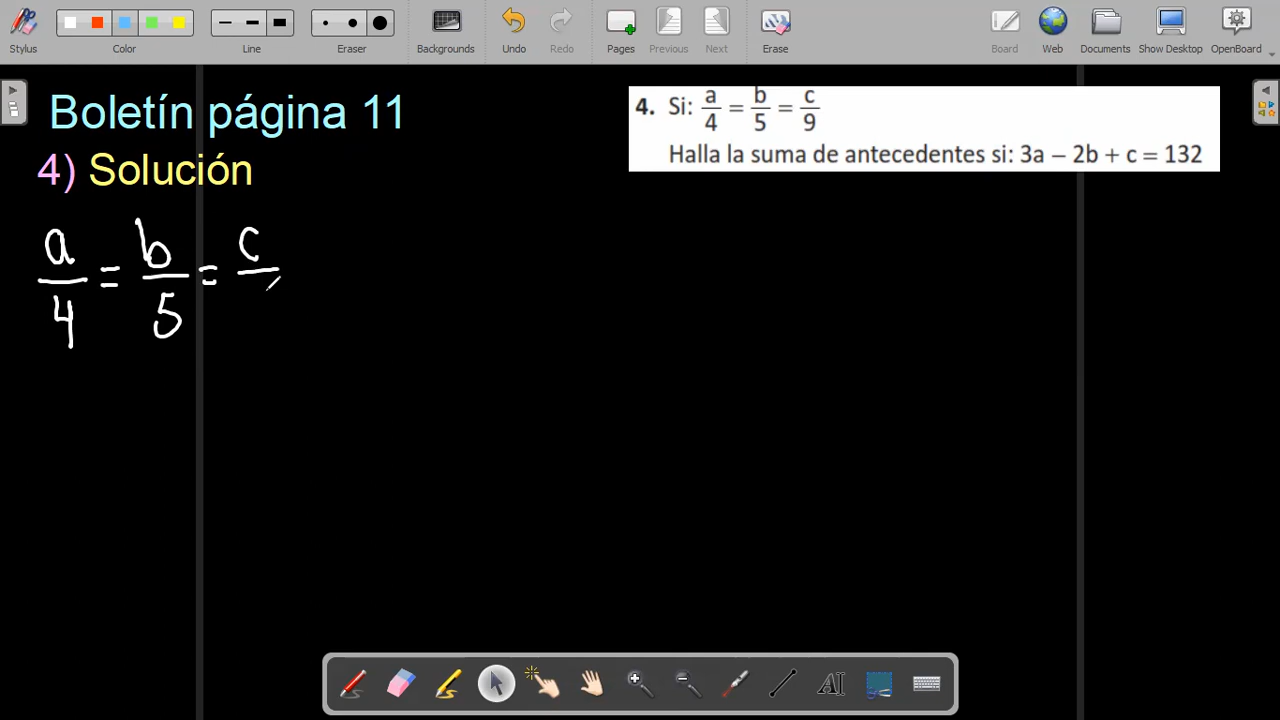 Stylus Color Line Eraser Backgrounds Undo Redo Pages Previous Next Erase Board Web Documents Show Desktop OpenBoard
Boletín página 11
4) Solución
a/4 = b/5 = c/
4. Si: a/4 = b/5 = c/9
Halla la suma de antecedentes si: 3a – 2b + c = 132